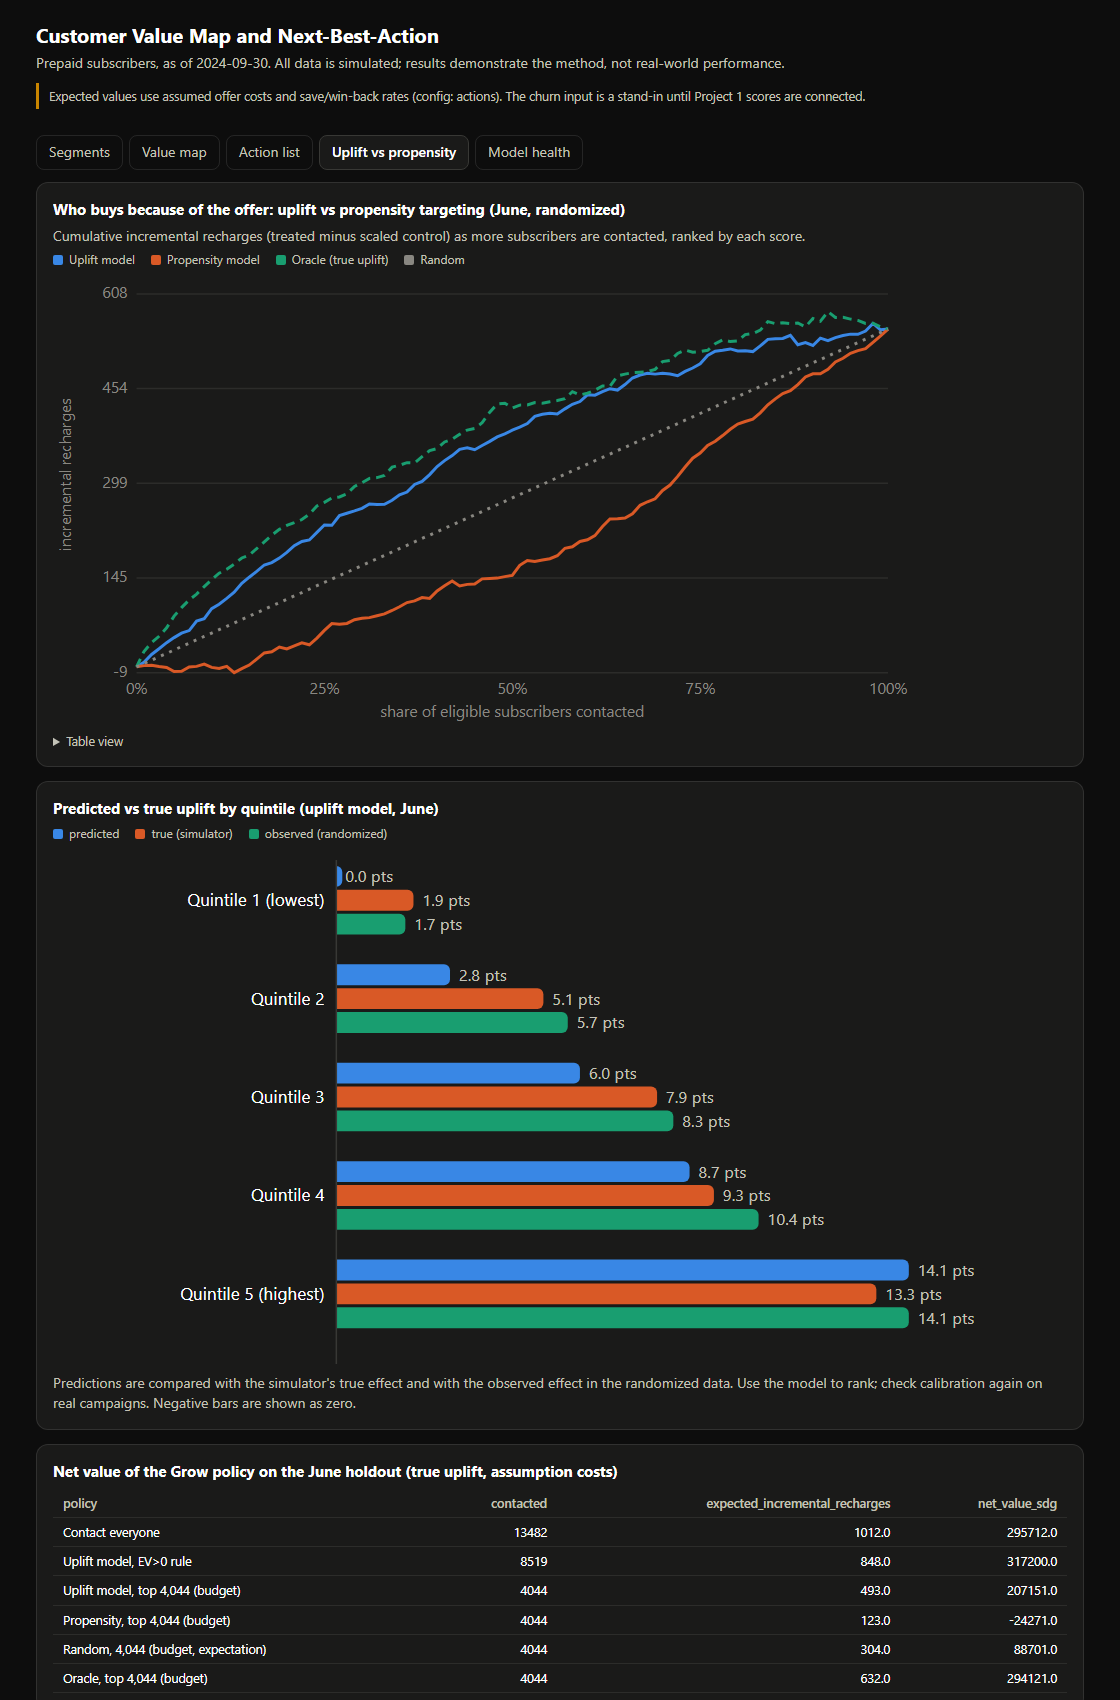 Customer Value Map and Next-Best-Action
Prepaid subscribers, as of 2024-09-30. All data is simulated; results demonstrate the method, not real-world performance.
Expected values use assumed offer costs and save/win-back rates (config: actions). The churn input is a stand-in until Project 1 scores are connected.
Segments Value map Action list Uplift vs propensity Model health
Who buys because of the offer: uplift vs propensity targeting (June, randomized)
Cumulative incremental recharges (treated minus scaled control) as more subscribers are contacted, ranked by each score.
Uplift model Propensity model Oracle (true uplift) Random
608
454
299
145
-9
incremental recharges
0% 25% 50% 75% 100%
share of eligible subscribers contacted
Table view
Predicted vs true uplift by quintile (uplift model, June)
predicted true (simulator) observed (randomized)
Quintile 1 (lowest)
0.0 pts
1.9 pts
1.7 pts
Quintile 2
2.8 pts
5.1 pts
5.7 pts
Quintile 3
6.0 pts
7.9 pts
8.3 pts
Quintile 4
8.7 pts
9.3 pts
10.4 pts
Quintile 5 (highest)
14.1 pts
13.3 pts
14.1 pts
Predictions are compared with the simulator's true effect and with the observed effect in the randomized data. Use the model to rank; check calibration again on
real campaigns. Negative bars are shown as zero.
Net value of the Grow policy on the June holdout (true uplift, assumption costs)
policy contacted expected_incremental_recharges net_value_sdg
Contact everyone 13482 1012.0 295712.0
Uplift model, EV>0 rule 8519 848.0 317200.0
Uplift model, top 4,044 (budget) 4044 493.0 207151.0
Propensity, top 4,044 (budget) 4044 123.0 -24271.0
Random, 4,044 (budget, expectation) 4044 304.0 88701.0
Oracle, top 4,044 (budget) 4044 632.0 294121.0